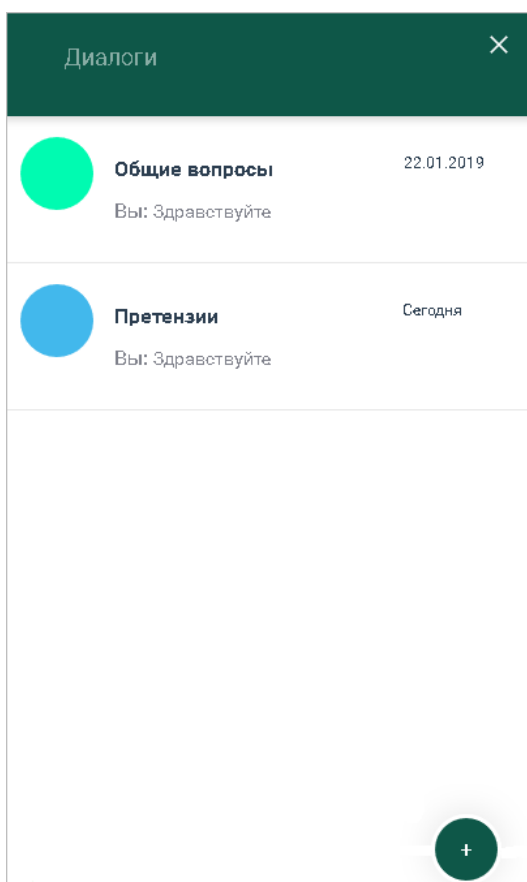 Диалоги
Общие вопросы
22.01.2019
Вы: Здравствуйте
Претензии
Сегодня
Вы: Здравствуйте
+